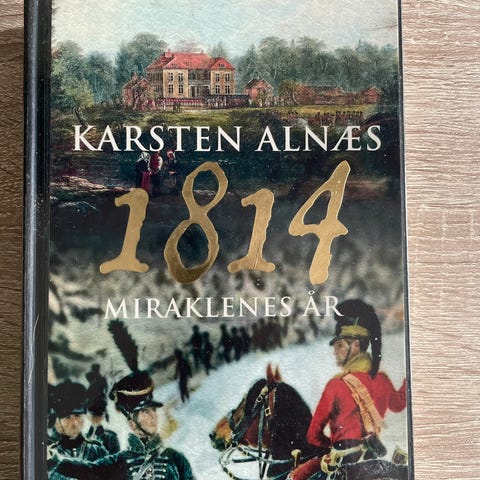 KARSTEN ALNÆS
1814
MIRAKLENES ÅR